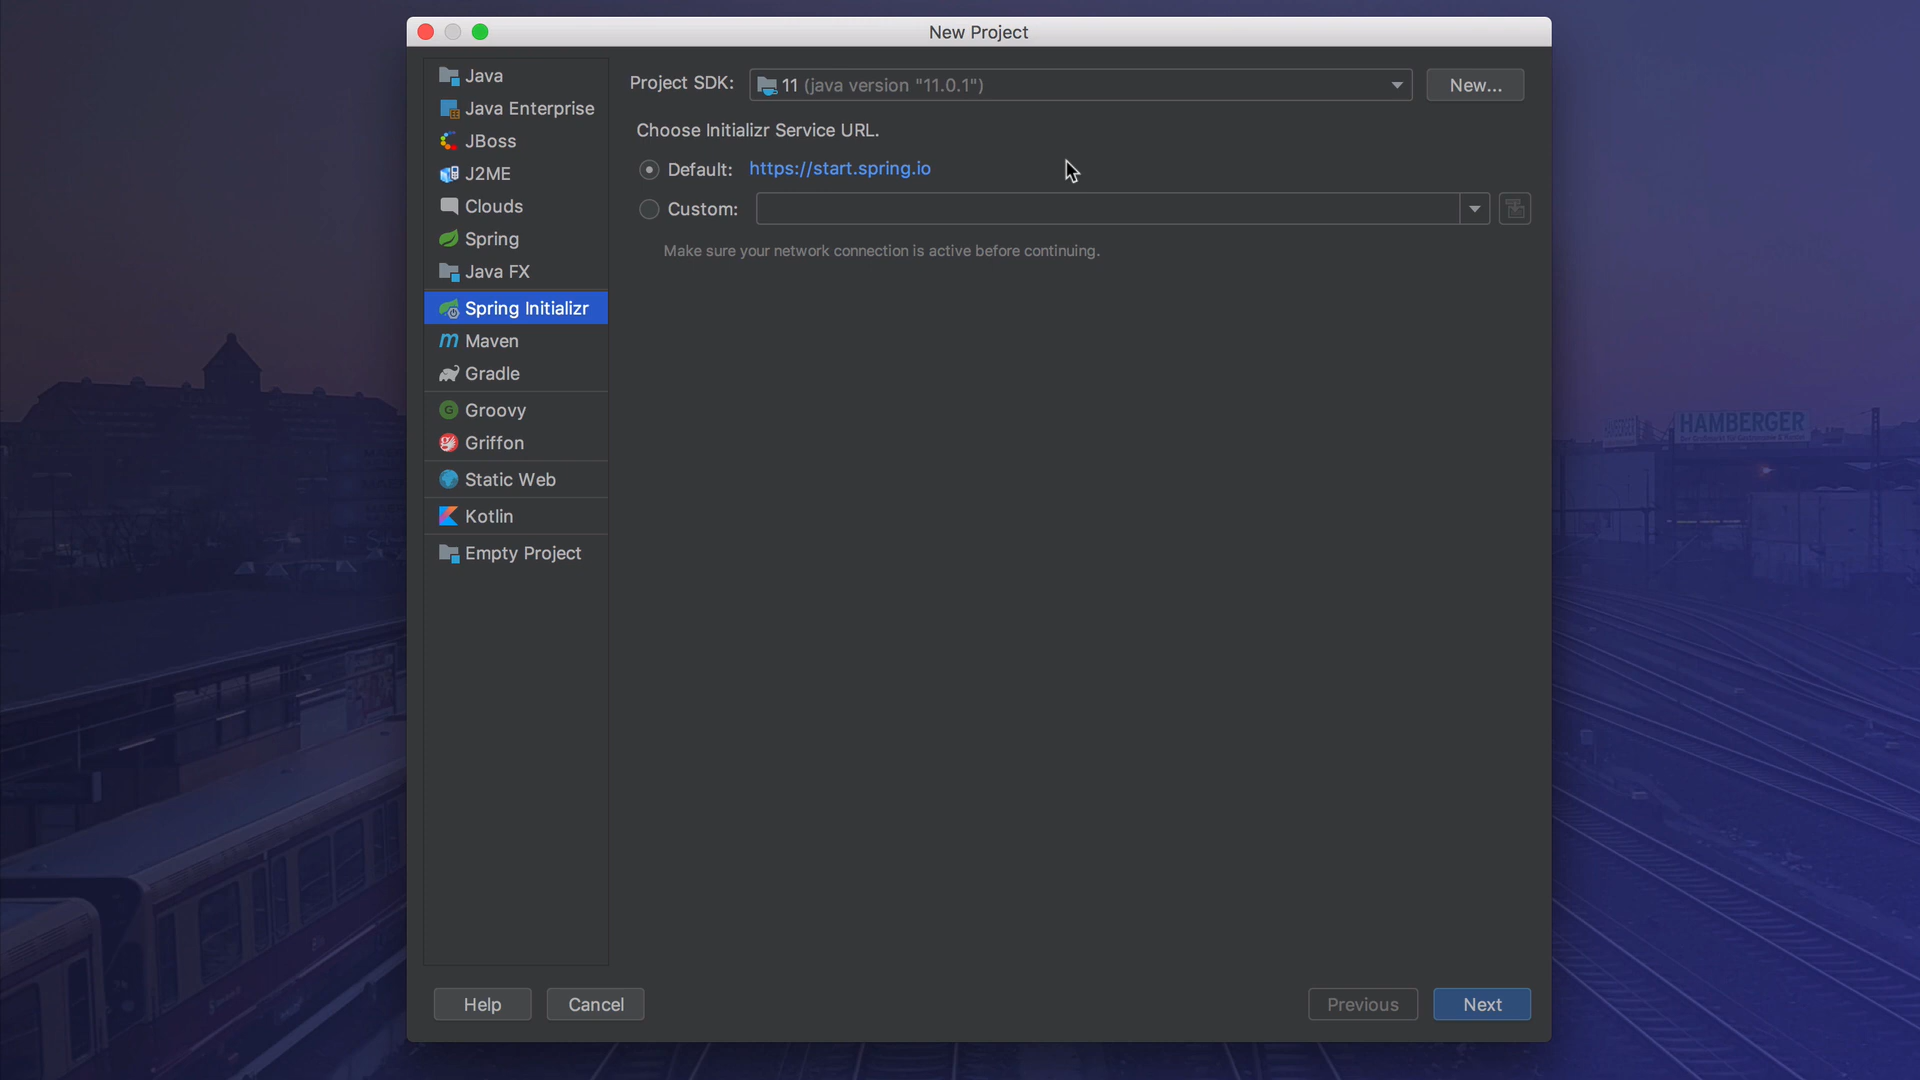 New Project
Java
Java Enterprise
JBoss
J2ME
Clouds
Spring
Java FX
Spring Initializr
Maven
Gradle
Groovy
Griffon
Static Web
Kotlin
Empty Project
Project SDK: 11 (java version "11.0.1") New...
Choose Initializr Service URL.
Default: https://start.spring.io
Custom:
Make sure your network connection is active before continuing.
HAMBERGER
Help Cancel Previous Next